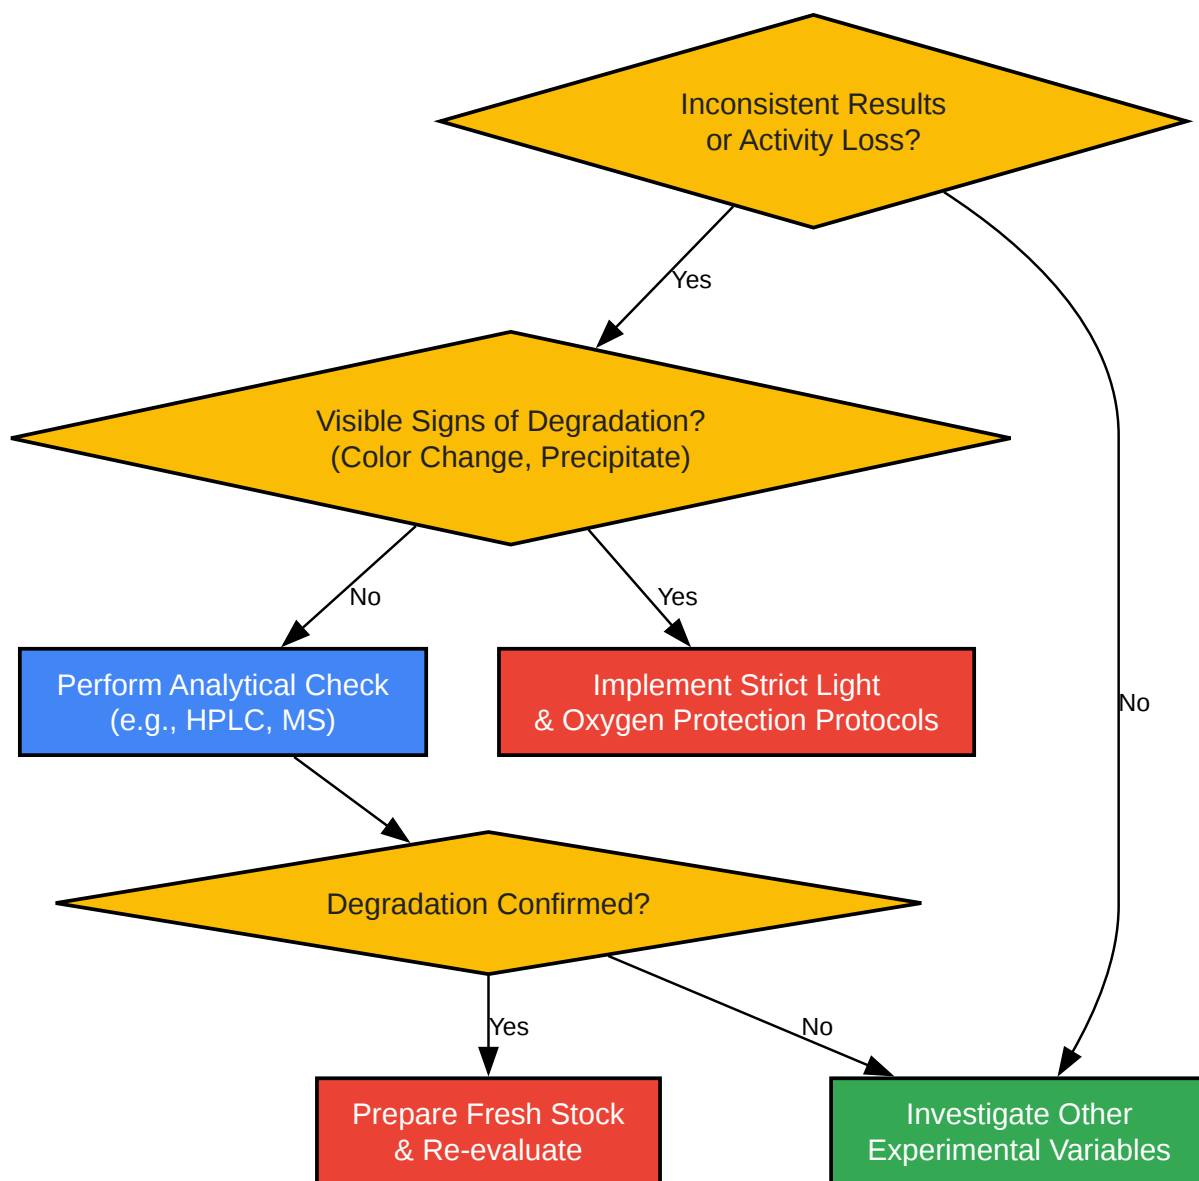 Inconsistent Results
or Activity Loss?
Yes
Visible Signs of Degradation?
(Color Change, Precipitate)
No
Yes
Perform Analytical Check
(e.g., HPLC, MS)
Implement Strict Light
& Oxygen Protection Protocols
No
Degradation Confirmed?
Yes
No
Prepare Fresh Stock
& Re-evaluate
Investigate Other
Experimental Variables